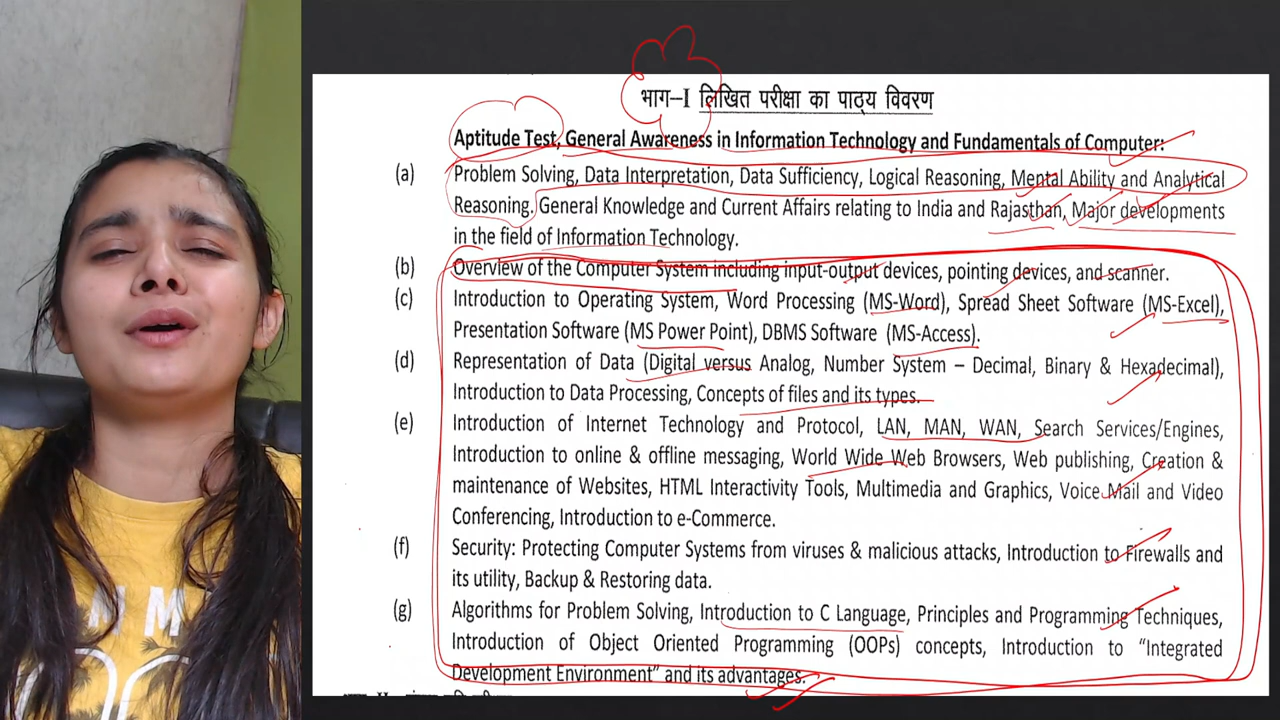 भाग–I लिखित परीक्षा का पाठ्य विवरण
Aptitude Test, General Awareness in Information Technology and Fundamentals of Computer:
(a) Problem Solving, Data Interpretation, Data Sufficiency, Logical Reasoning, Mental Ability and Analytical
Reasoning. General Knowledge and Current Affairs relating to India and Rajasthan, Major developments
in the field of Information Technology.
(b) Overview of the Computer System including input-output devices, pointing devices, and scanner.
(c) Introduction to Operating System, Word Processing (MS-Word), Spread Sheet Software (MS-Excel),
Presentation Software (MS Power Point), DBMS Software (MS-Access).
(d) Representation of Data (Digital versus Analog, Number System – Decimal, Binary & Hexadecimal),
Introduction to Data Processing, Concepts of files and its types.
(e) Introduction of Internet Technology and Protocol, LAN, MAN, WAN, Search Services/Engines,
Introduction to online & offline messaging, World Wide Web Browsers, Web publishing, Creation &
maintenance of Websites, HTML Interactivity Tools, Multimedia and Graphics, Voice Mail and Video
Conferencing, Introduction to e-Commerce.
(f) Security: Protecting Computer Systems from viruses & malicious attacks, Introduction to Firewalls and
its utility, Backup & Restoring data.
(g) Algorithms for Problem Solving, Introduction to C Language, Principles and Programming Techniques,
Introduction of Object Oriented Programming (OOPs) concepts, Introduction to “Integrated
Development Environment” and its advantages.